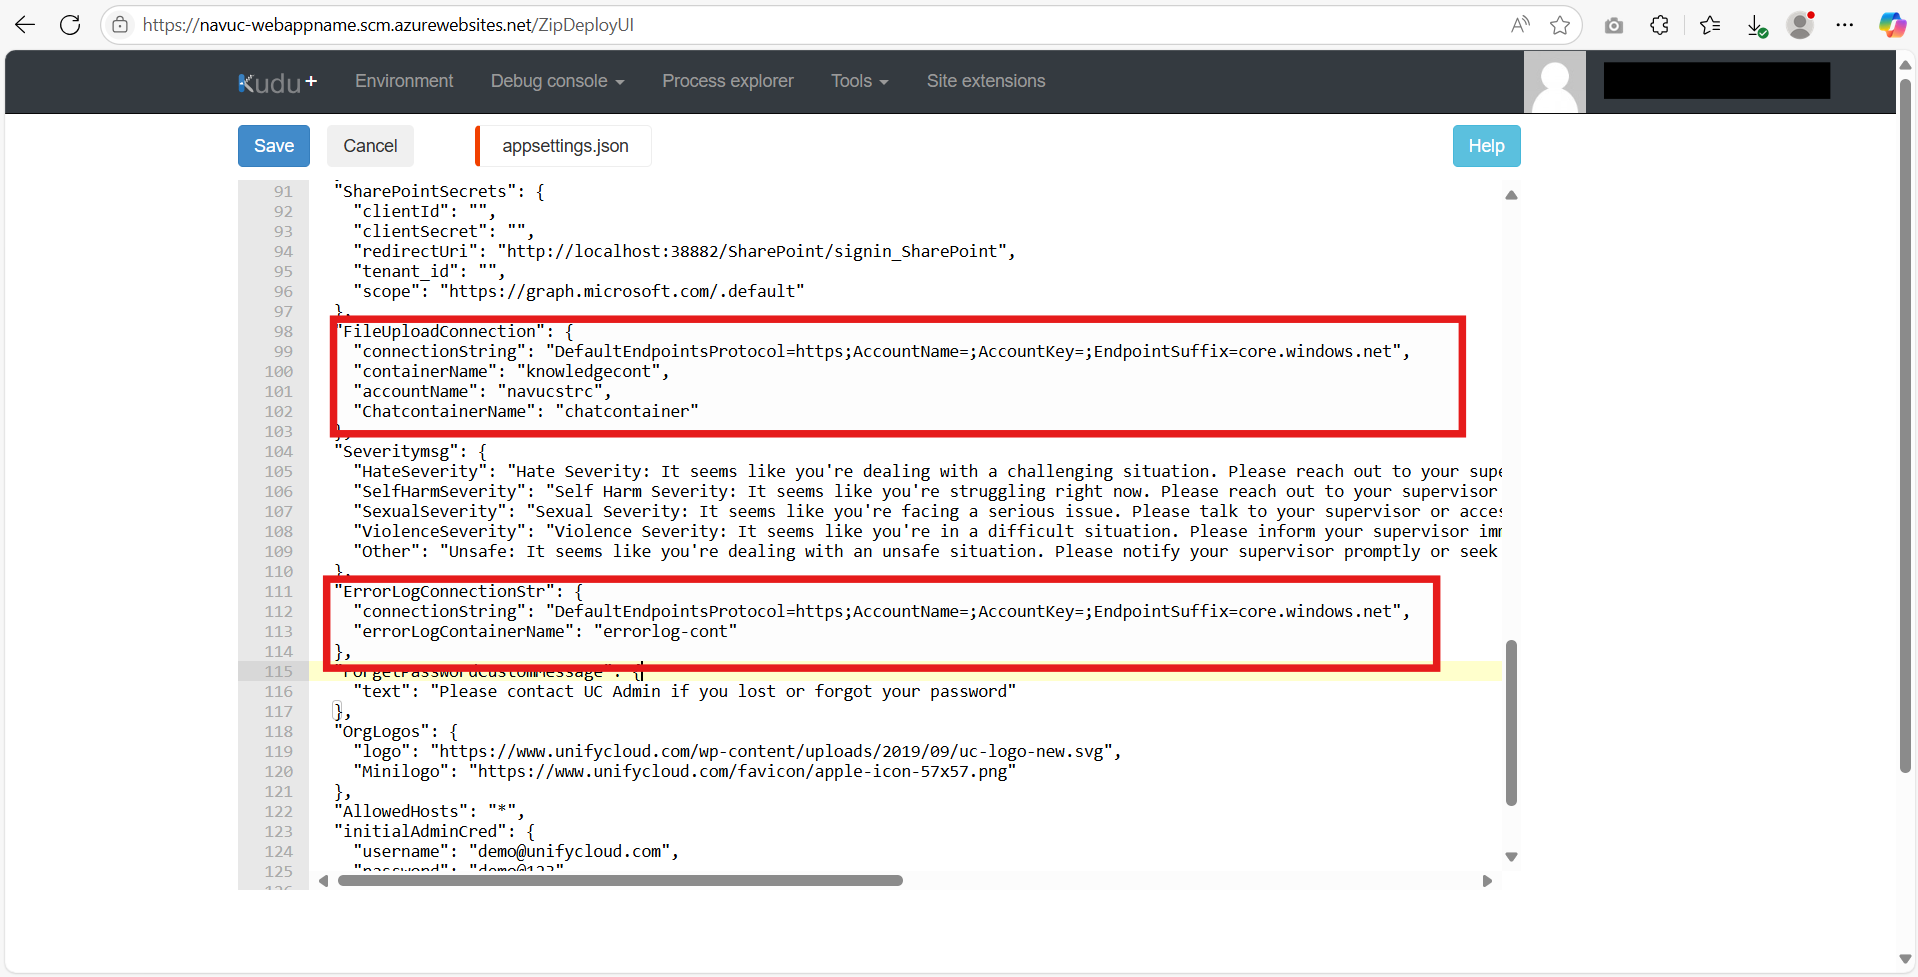 https://navuc-webappname.scm.azurewebsites.net/ZipDeployUI
Kudu+ Environment Debug console Process explorer Tools Site extensions
Save Cancel appsettings.json Help
91 "SharePointSecrets": {
92 "clientId": "",
93 "clientSecret": "",
94 "redirectUri": "http://localhost:38882/SharePoint/signin_SharePoint",
95 "tenant_id": "",
96 "scope": "https://graph.microsoft.com/.default"
97 },
98 "FileUploadConnection": {
99 "connectionString": "DefaultEndpointsProtocol=https;AccountName=;AccountKey=;EndpointSuffix=core.windows.net",
100 "containerName": "knowledgecont",
101 "accountName": "navucstrc",
102 "ChatcontainerName": "chatcontainer"
103 },
104 "Severitymsg": {
105 "HateSeverity": "Hate Severity: It seems like you're dealing with a challenging situation. Please reach out to your supe
106 "SelfHarmSeverity": "Self Harm Severity: It seems like you're struggling right now. Please reach out to your supervisor
107 "SexualSeverity": "Sexual Severity: It seems like you're facing a serious issue. Please talk to your supervisor or acces
108 "ViolenceSeverity": "Violence Severity: It seems like you're in a difficult situation. Please inform your supervisor imm
109 "Other": "Unsafe: It seems like you're dealing with an unsafe situation. Please notify your supervisor promptly or seek
110 },
111 "ErrorLogConnectionStr": {
112 "connectionString": "DefaultEndpointsProtocol=https;AccountName=;AccountKey=;EndpointSuffix=core.windows.net",
113 "errorLogContainerName": "errorlog-cont"
114 },
115 "ForgetPasswordCustomMessage": {
116 "text": "Please contact UC Admin if you lost or forgot your password"
117 },
118 "OrgLogos": {
119 "logo": "https://www.unifycloud.com/wp-content/uploads/2019/09/uc-logo-new.svg",
120 "Minilogo": "https://www.unifycloud.com/favicon/apple-icon-57x57.png"
121 },
122 "AllowedHosts": "*",
123 "initialAdminCred": {
124 "username": "demo@unifycloud.com",
125 "password": "demo@123"
126